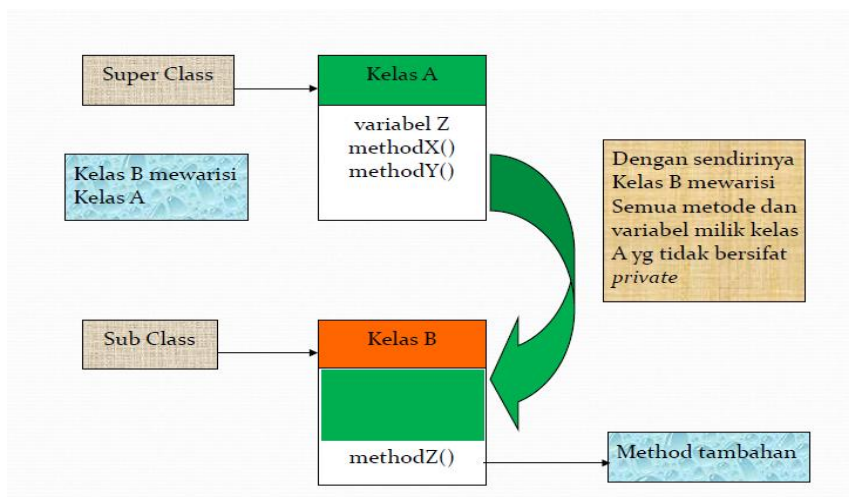 Super Class
Kelas A
variabel Z
methodX()
methodY()
Kelas B mewarisi
Kelas A
Dengan sendirinya
Kelas B mewarisi
Semua metode dan
variabel milik kelas
A yg tidak bersifat
private
Sub Class
Kelas B
methodZ()
Method tambahan